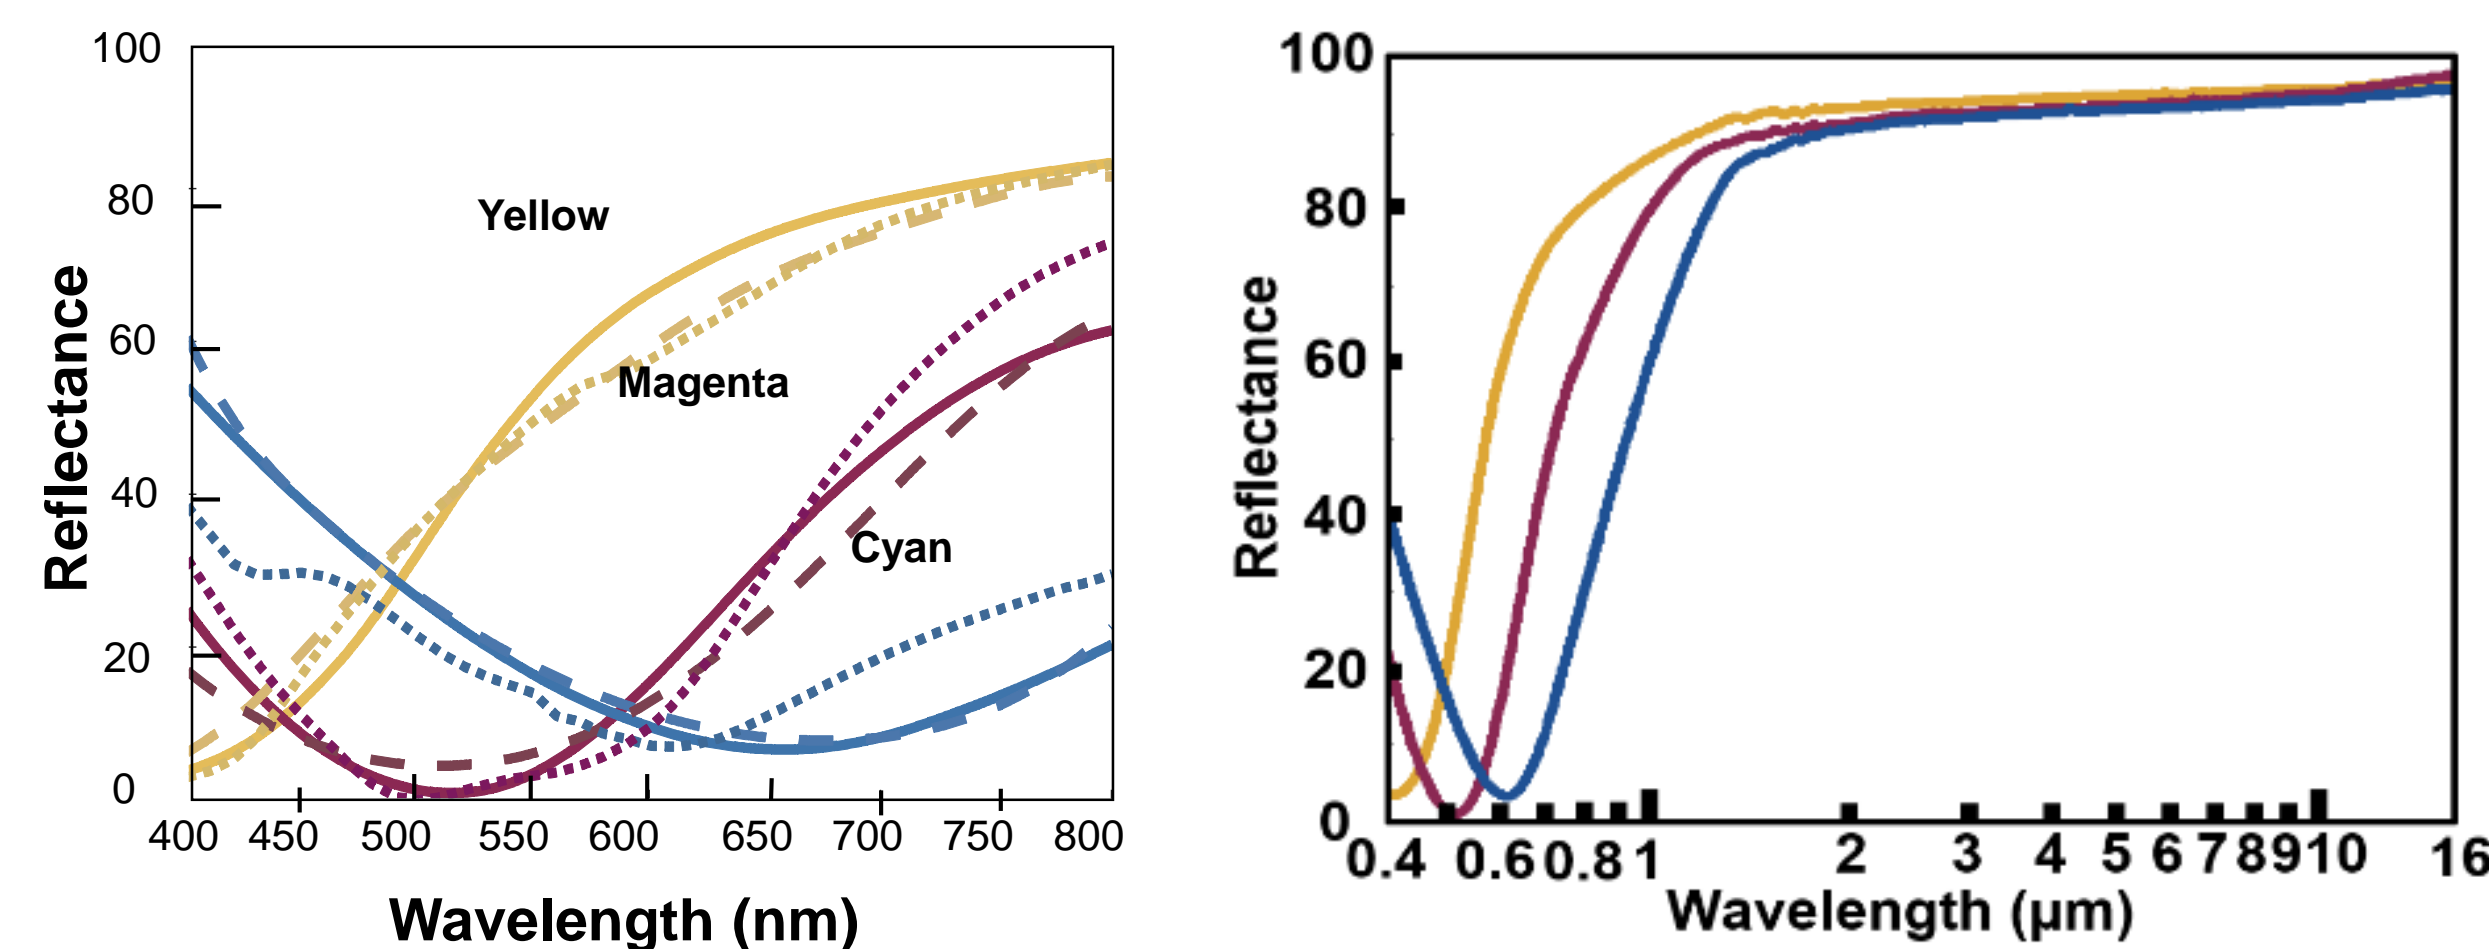 100
80
60
40
20
0
Reflectance
Yellow
Magenta
Cyan
400 450 500 550 600 650 700 750 800
Wavelength (nm)
100
80
60
40
20
0
Reflectance
0.4 0.6 0.8 1 2 3 4 5 6 7 8 9 10 16
Wavelength (µm)